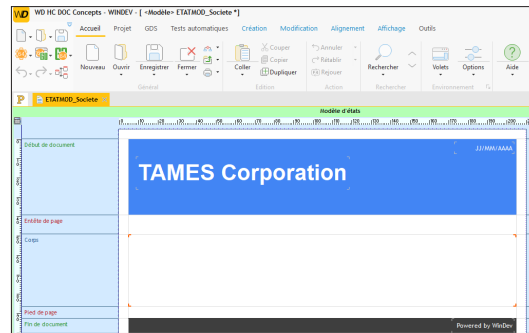 WD HC DOC Concepts - WINDEV - [ <Modèle> ETATMOD_Societe *]
Accueil Projet GDS Tests automatiques Création Modification Alignement Affichage Outils
Nouveau Ouvrir Enregistrer Fermer Coller Couper Copier Dupliquer Annuler Rétablir Rejouer Rechercher Volets Options Aide
Général Edition Action Rechercher Environnement
ETATMOD_Societe
Modèle d'états
Début de document
JJ/MM/AAAA
TAMES Corporation
Entête de page
Corps
Pied de page
Fin de document
Powered by WinDev